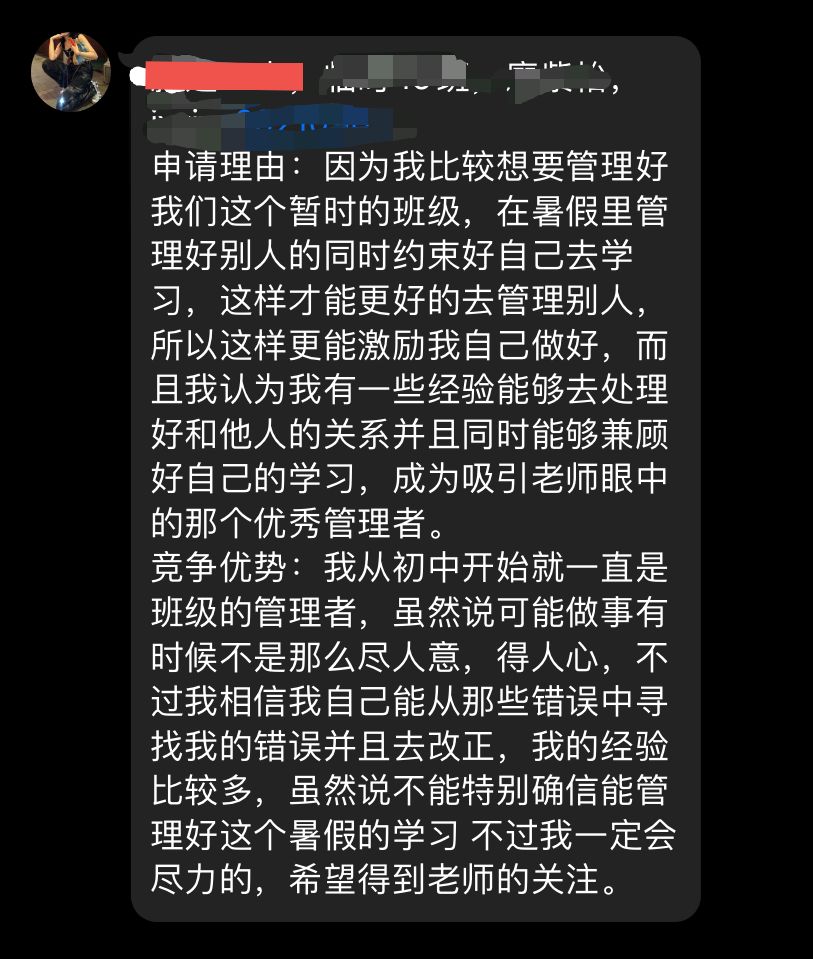 申请理由：因为我比较想要管理好
我们这个暂时的班级，在暑假里管
理好别人的同时约束好自己去学
习，这样才能更好的去管理别人，
所以这样更能激励我自己做好，而
且我认为我有一些经验能够去处理
好和他人的关系并且同时能够兼顾
好自己的学习，成为吸引老师眼中
的那个优秀管理者。
竞争优势：我从初中开始就一直是
班级的管理者，虽然说可能做事有
时候不是那么尽人意，得人心，不
过我相信我自己能从那些错误中寻
找我的错误并且去改正，我的经验
比较多，虽然说不能特别确信能管
理好这个暑假的学习 不过我一定会
尽力的，希望得到老师的关注。